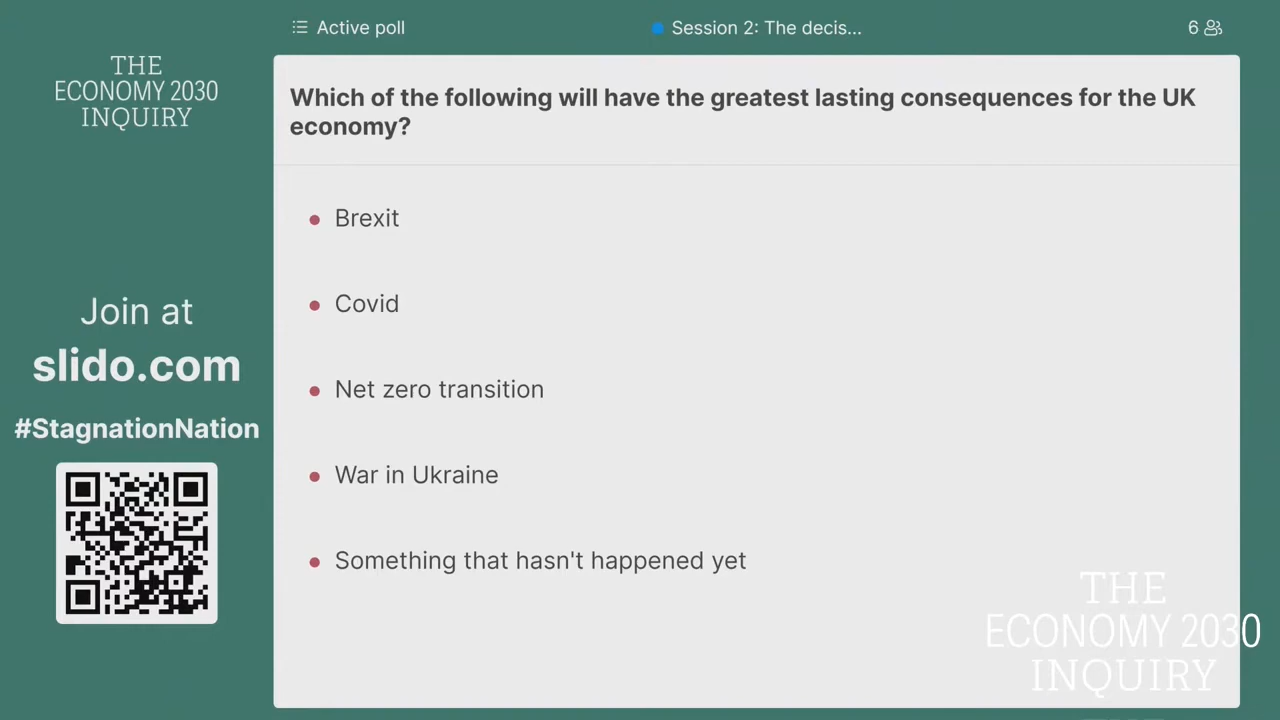 Active poll
Session 2: The decis...
6
THE
ECONOMY 2030
INQUIRY
Which of the following will have the greatest lasting consequences for the UK
economy?
Brexit
Covid
Net zero transition
War in Ukraine
Something that hasn't happened yet
Join at
slido.com
#StagnationNation
THE
ECONOMY 2030
INQUIRY